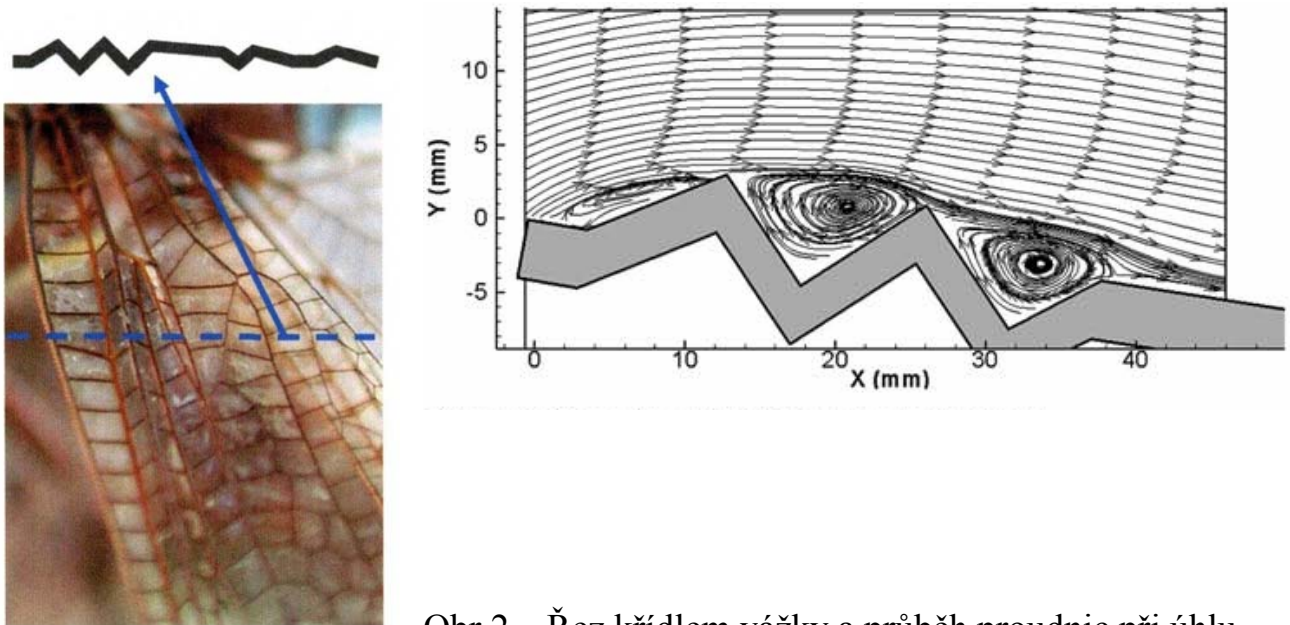 10
5
0
-5
Y (mm)
0 10 20 30 40
X (mm)
Obr.2 – Řez křídlem vážky a průběh proudnic při úhlu